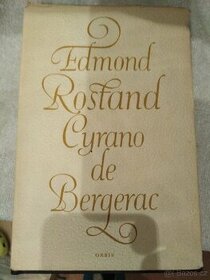 Edmond
Rostand
Cyrano
de
Bergerac
ORBIS